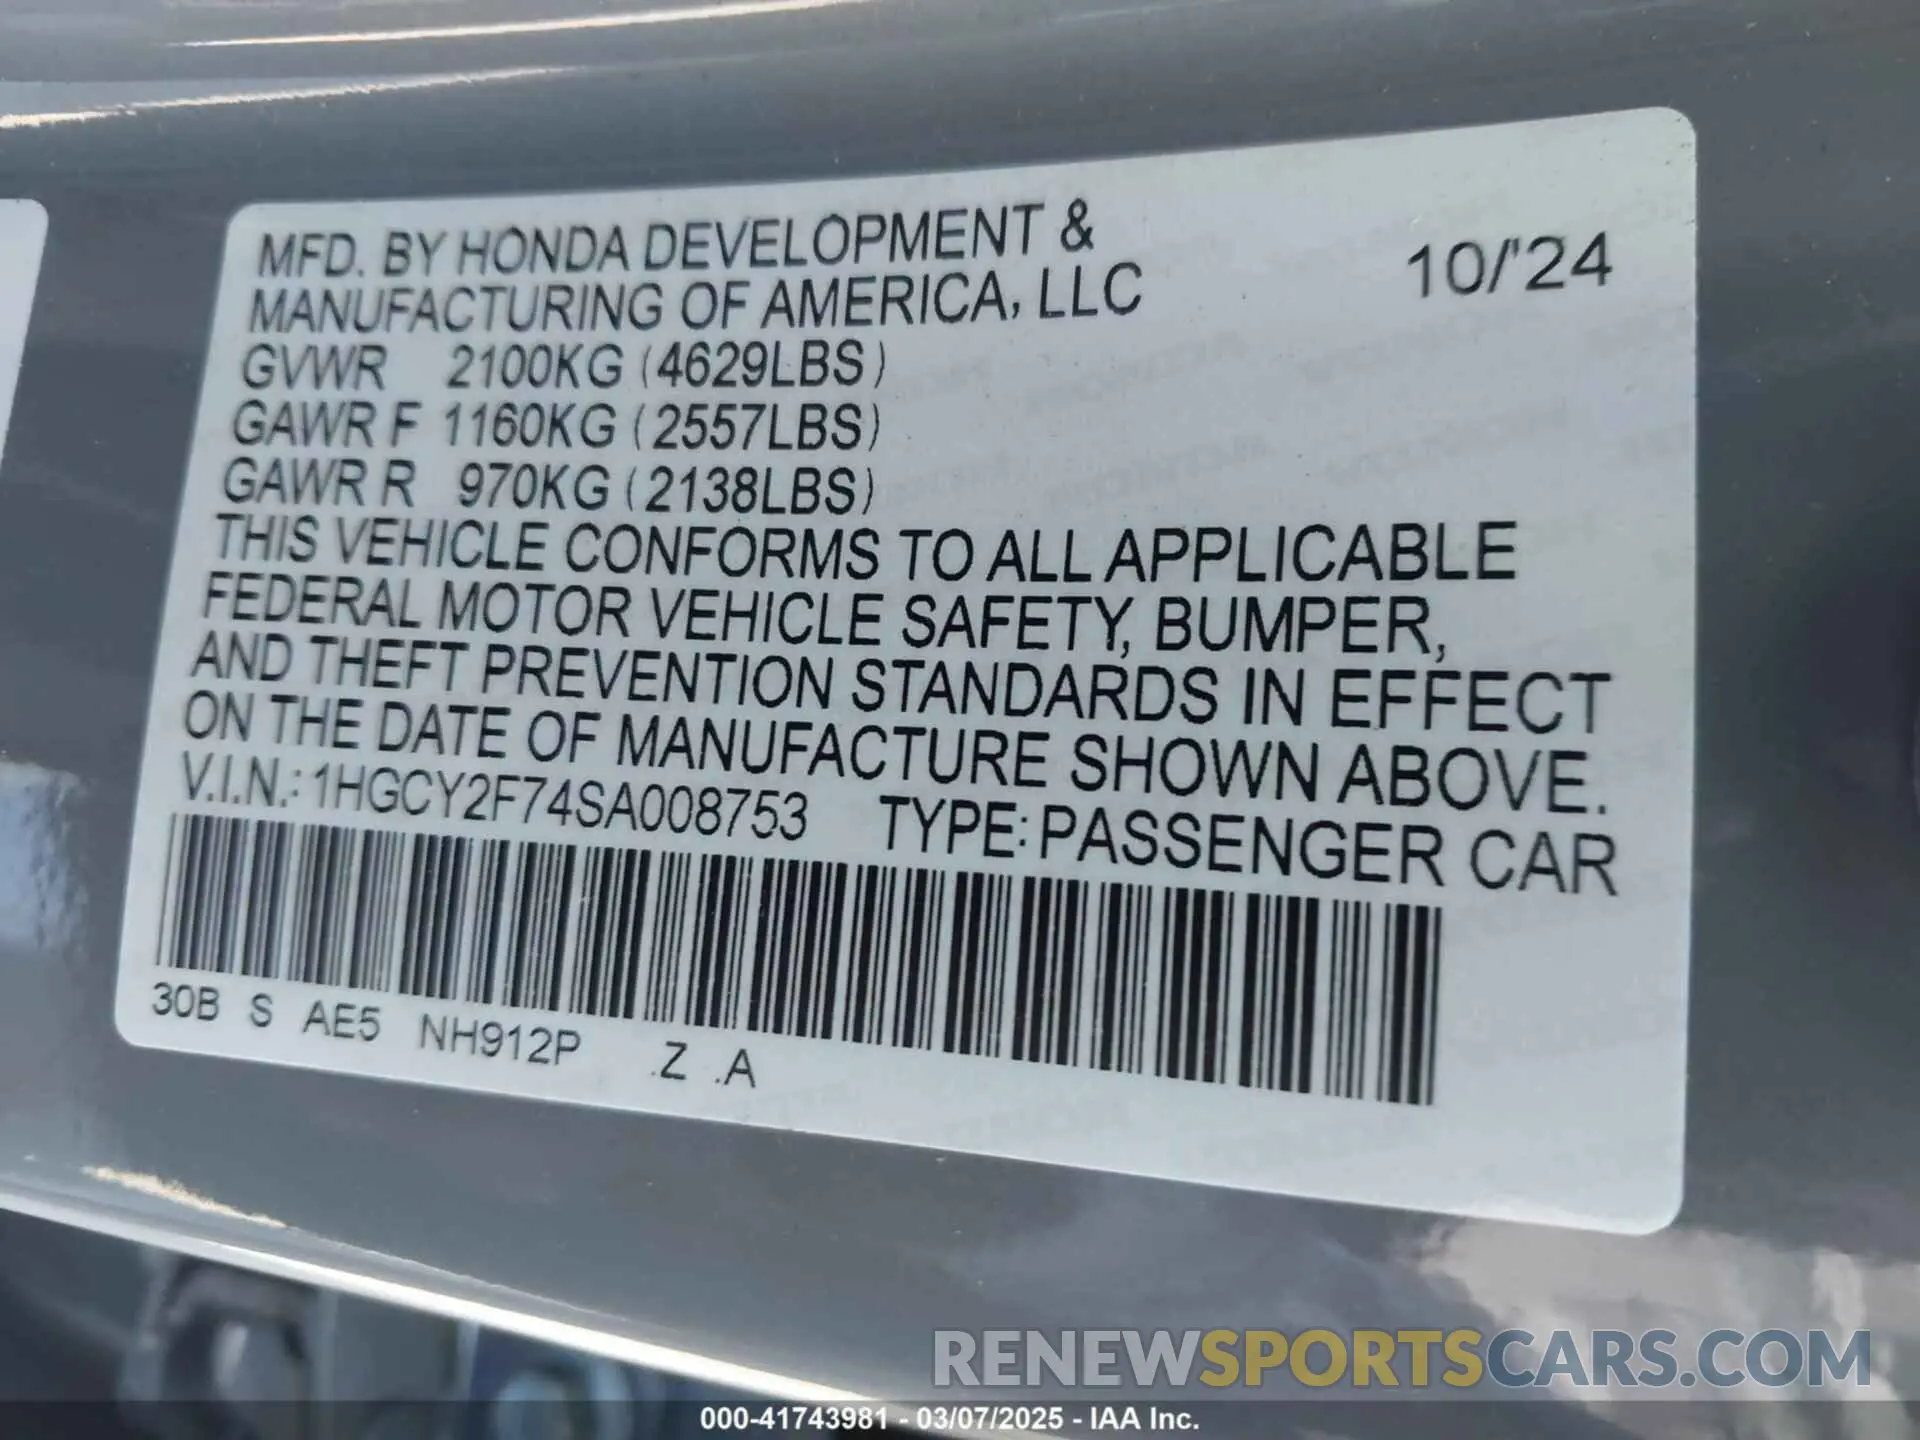 MFD. BY HONDA DEVELOPMENT & 10/'24
MANUFACTURING OF AMERICA, LLC
GVWR 2100KG (4629LBS)
GAWR F 1160KG (2557LBS)
GAWR R 970KG (2138LBS)
THIS VEHICLE CONFORMS TO ALL APPLICABLE
FEDERAL MOTOR VEHICLE SAFETY, BUMPER,
AND THEFT PREVENTION STANDARDS IN EFFECT
ON THE DATE OF MANUFACTURE SHOWN ABOVE.
V.I.N.: 1HGCY2F74SA008753 TYPE: PASSENGER CAR
30B S AE5 NH912P .Z .A
RENEWSPORTSCARS.COM
000-41743981 - 03/07/2025 - IAA Inc.